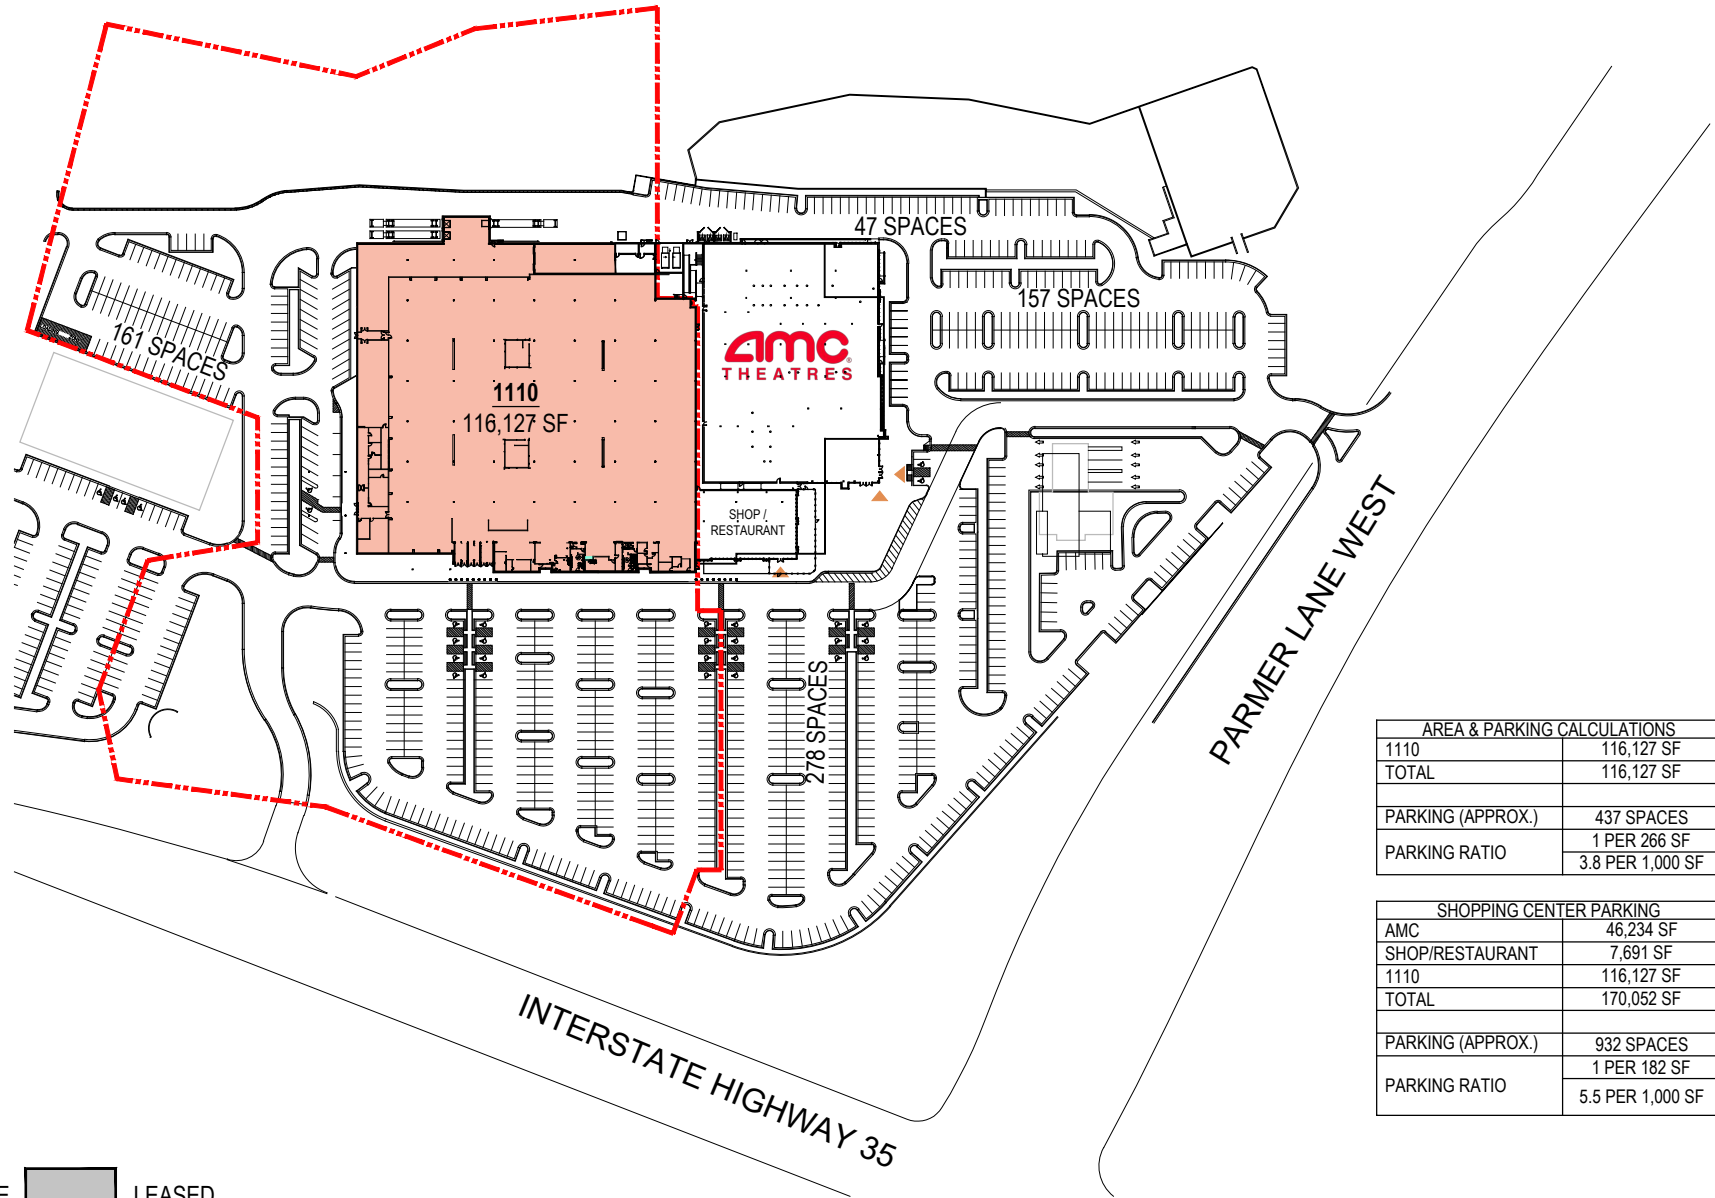 47 SPACES
157 SPACES
161 SPACES
amc
THEATRES
1110
116,127 SF
SHOP /
RESTAURANT
278 SPACES
PARMER LANE WEST
INTERSTATE HIGHWAY 35
AREA & PARKING CALCULATIONS
1110 116,127 SF
TOTAL 116,127 SF
PARKING (APPROX.) 437 SPACES
PARKING RATIO 1 PER 266 SF
3.8 PER 1,000 SF
SHOPPING CENTER PARKING
AMC 46,234 SF
SHOP/RESTAURANT 7,691 SF
1110 116,127 SF
TOTAL 170,052 SF
PARKING (APPROX.) 932 SPACES
PARKING RATIO 1 PER 182 SF
5.5 PER 1,000 SF
LEASED